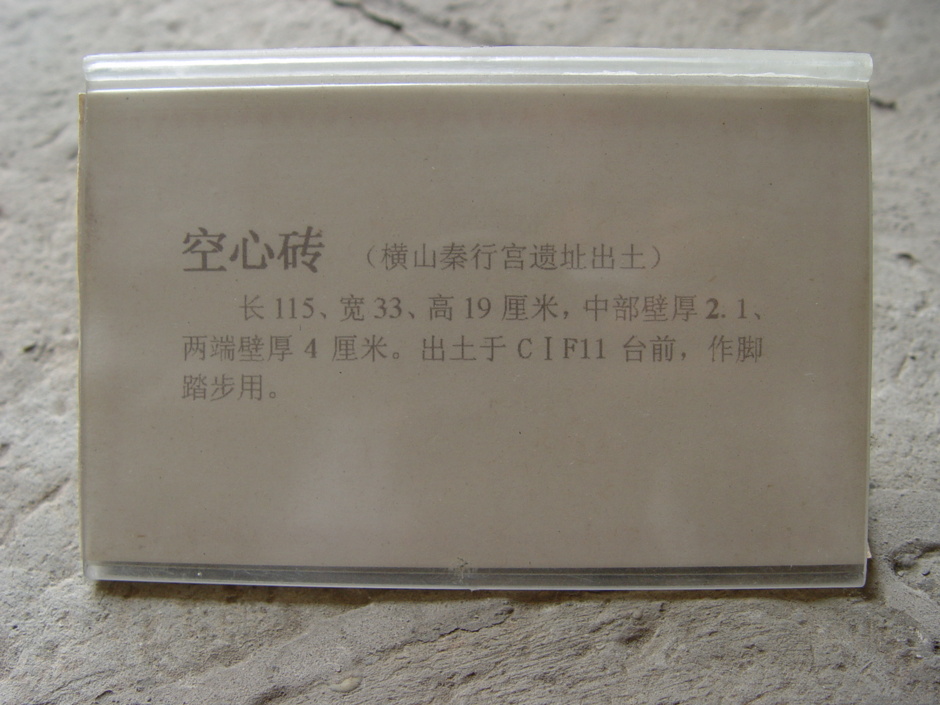 空心砖 （横山秦行宫遗址出土）
长 115、宽 33、高 19 厘米，中部壁厚 2.1、
两端壁厚 4 厘米。出土于 CⅠF11 台前，作脚
踏步用。